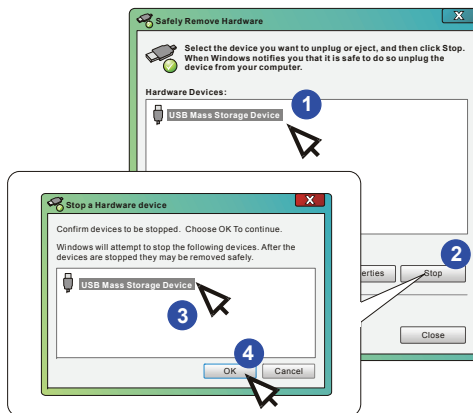 Safely Remove Hardware
X
Select the device you want to unplug or eject, and then click Stop.
When Windows notifies you that it is safe to do so unplug the
device from your computer.
Hardware Devices:
1
USB Mass Storage Device
2
erties
Stop
Close
Stop a Hardware device
X
Confirm devices to be stopped. Choose OK To continue.
Windows will attempt to stop the following devices. After the
devices are stopped they may be removed safely.
USB Mass Storage Device
3
4
OK
Cancel